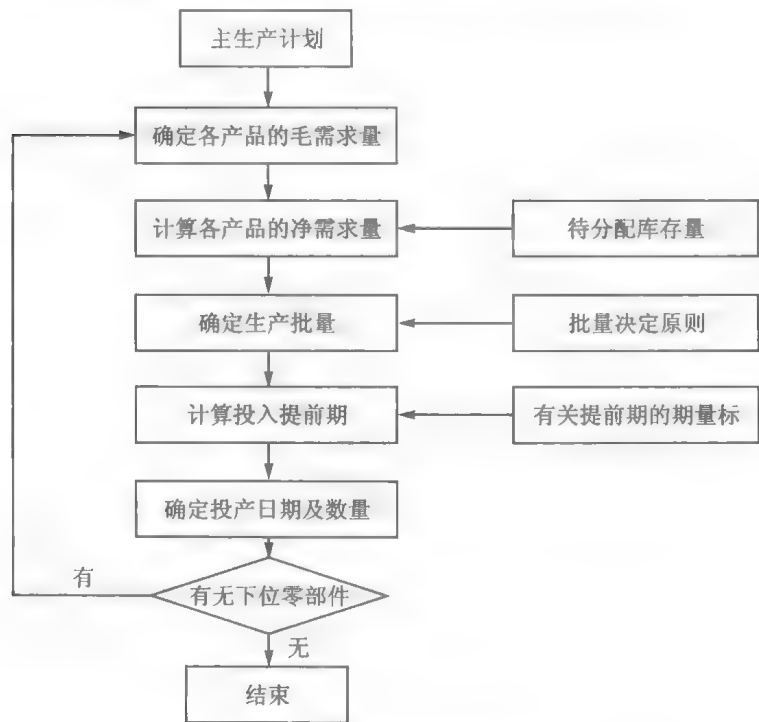 主生产计划
确定各产品的毛需求量
计算各产品的净需求量
待分配库存量
确定生产批量
批量决定原则
计算投入提前期
有关提前期的期量标
确定投产日期及数量
有
有无下位零部件
无
结束